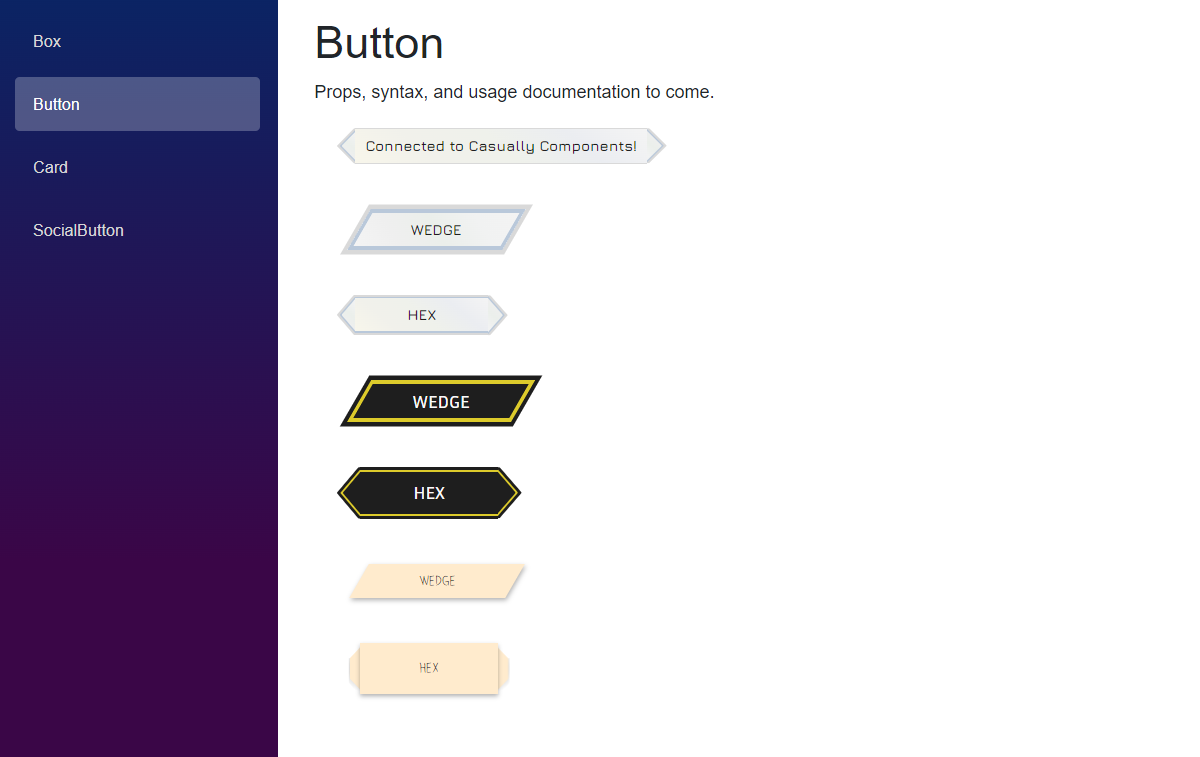 Box
Button
Card
SocialButton
Button
Props, syntax, and usage documentation to come.
Connected to Casually Components!
WEDGE
HEX
WEDGE
HEX
WEDGE
HEX